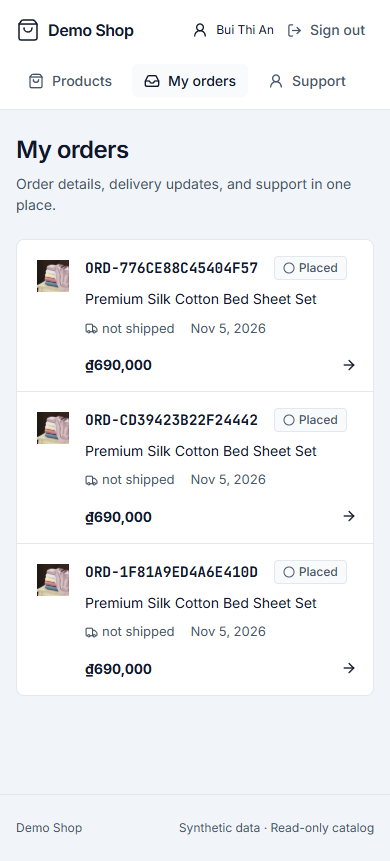 Demo Shop
Bui Thi An
Sign out
Products
My orders
Support
My orders
Order details, delivery updates, and support in one
place.
ORD-776CE88C45404F57
Placed
Premium Silk Cotton Bed Sheet Set
not shipped
Nov 5, 2026
₫690,000
ORD-CD39423B22F24442
Placed
Premium Silk Cotton Bed Sheet Set
not shipped
Nov 5, 2026
₫690,000
ORD-1F81A9ED4A6E410D
Placed
Premium Silk Cotton Bed Sheet Set
not shipped
Nov 5, 2026
₫690,000
Demo Shop
Synthetic data · Read-only catalog